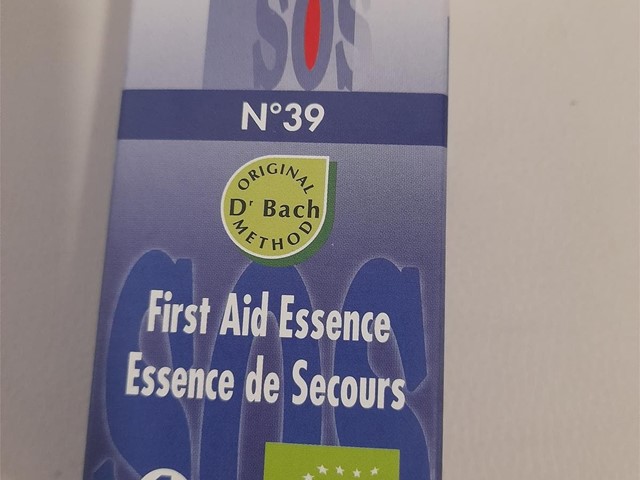 SOS
N°39
ORIGINAL
Dr Bach
METHOD
First Aid Essence
Essence de Secours
SOS